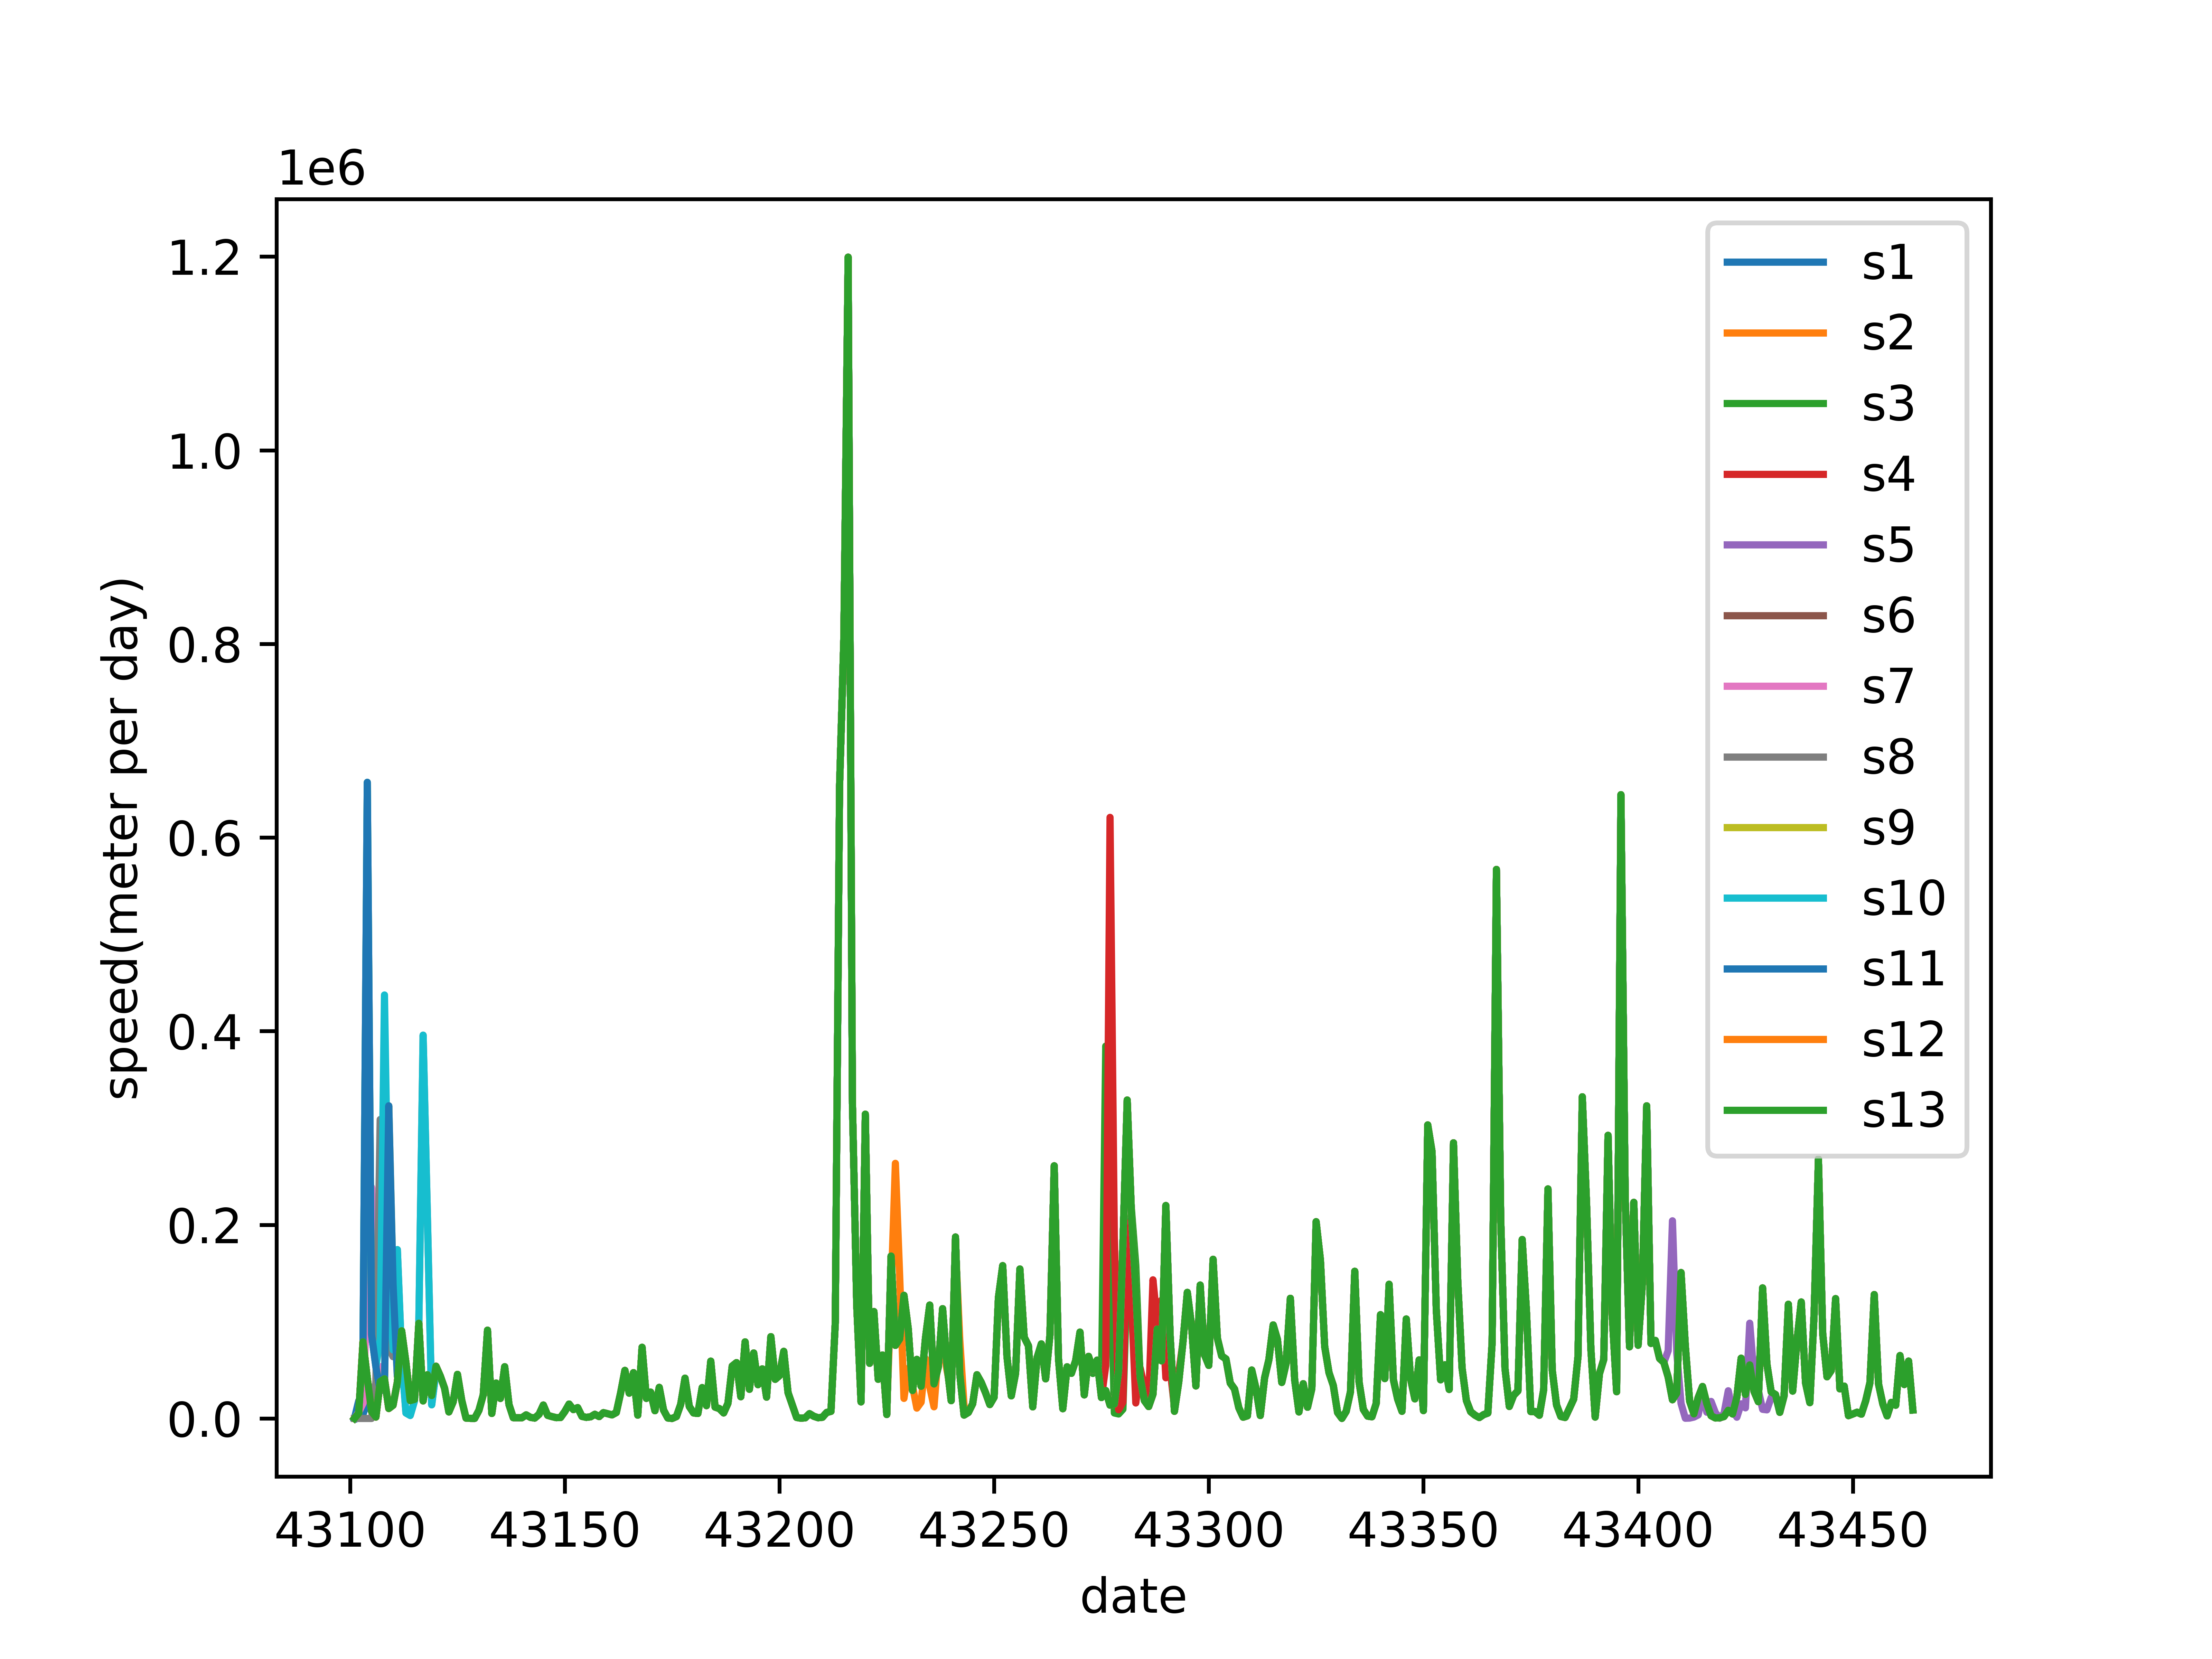 1e6
1.2
1.0
0.8
0.6
0.4
0.2
0.0
speed(meter per day)
43100 43150 43200 43250 43300 43350 43400 43450
date
s1
s2
s3
s4
s5
s6
s7
s8
s9
s10
s11
s12
s13